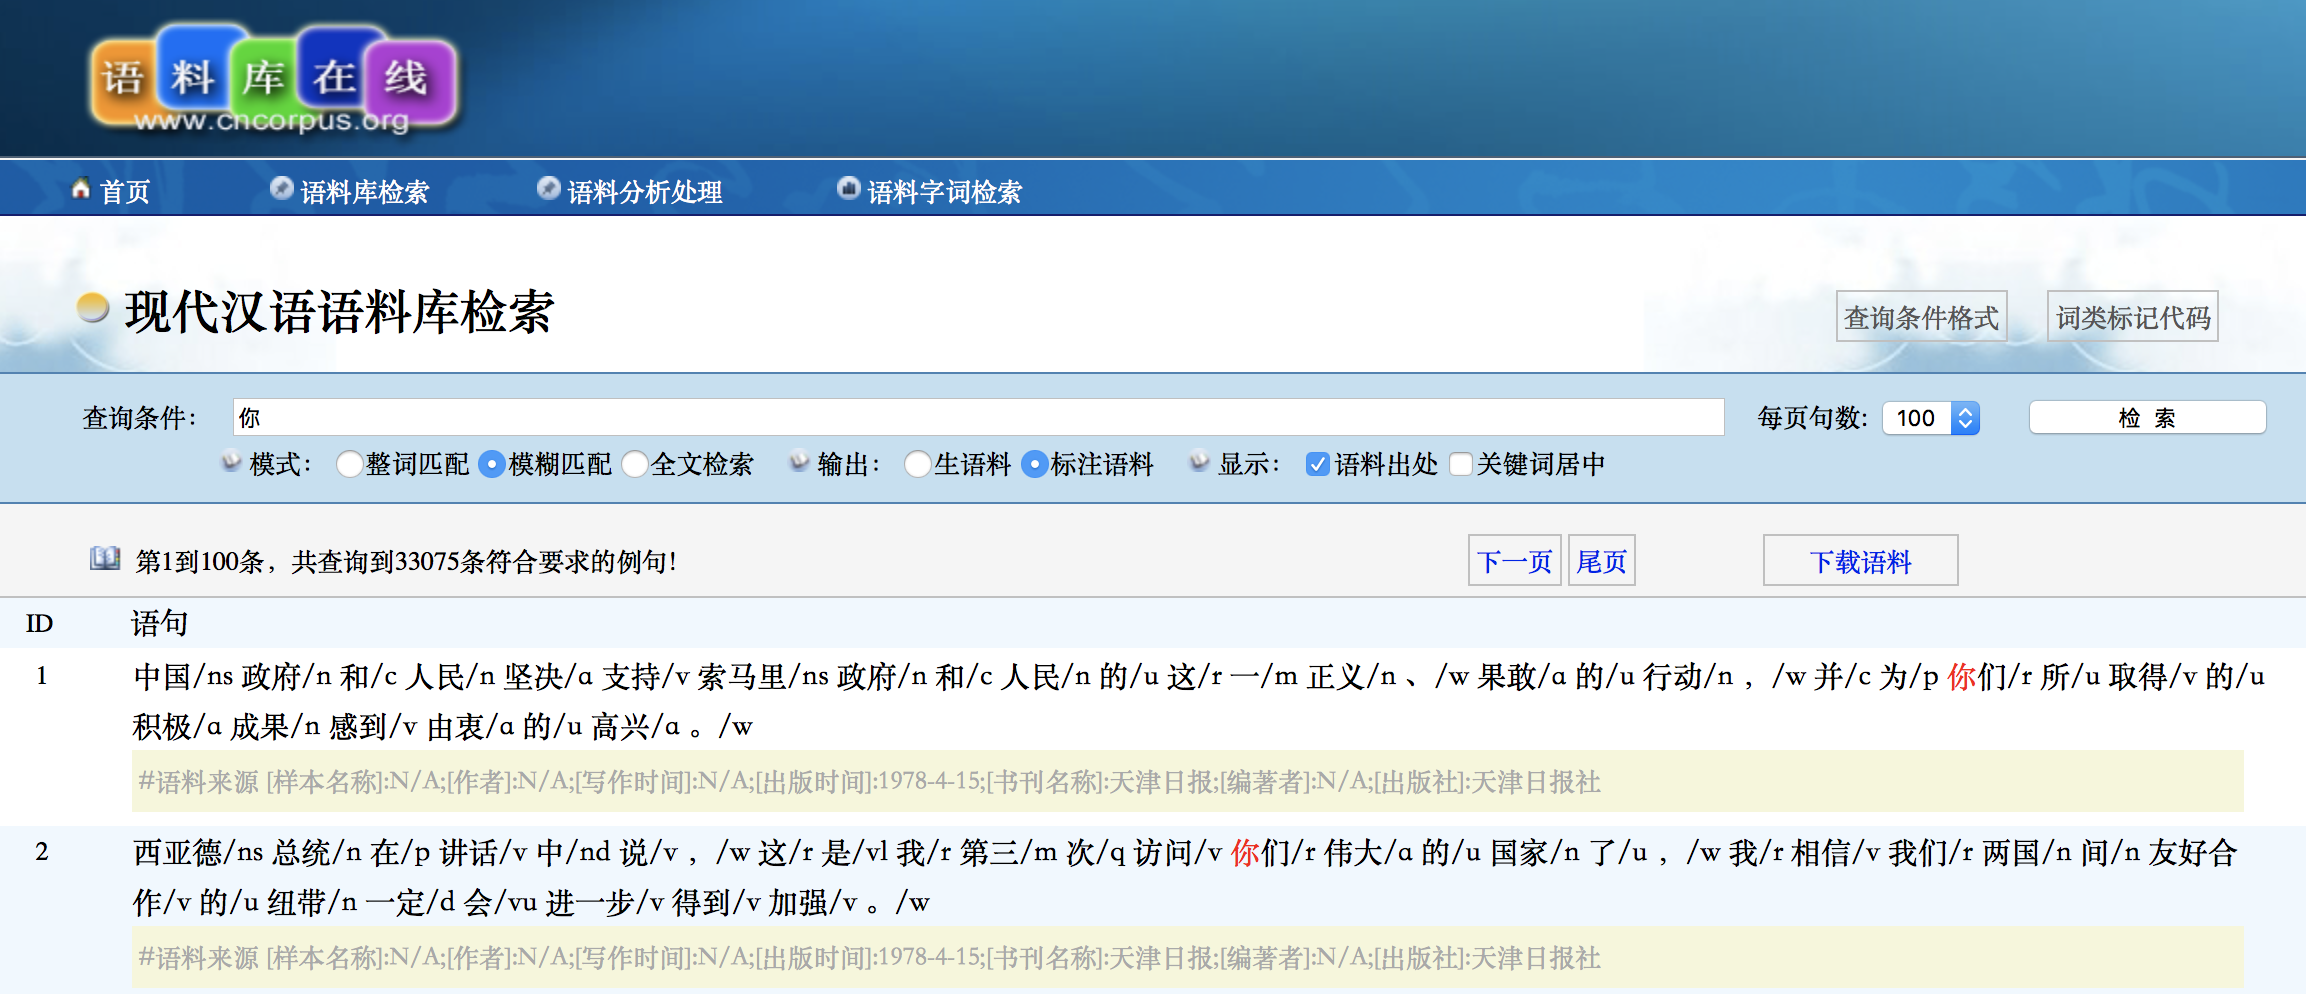 语料库在线
www.cncorpus.org
首页 语料库检索 语料分析处理 语料字词检索
现代汉语语料库检索 查询条件格式 词类标记代码
查询条件: 你 每页句数: 100 检 索
模式: 整词匹配 模糊匹配 全文检索 输出: 生语料 标注语料 显示: 语料出处 关键词居中
第1到100条，共查询到33075条符合要求的例句! 下一页 尾页 下载语料
ID 语句
1 中国/ns 政府/n 和/c 人民/n 坚决/a 支持/v 索马里/ns 政府/n 和/c 人民/n 的/u 这/r 一/m 正义/n 、/w 果敢/a 的/u 行动/n ，/w 并/c 为/p 你们/r 所/u 取得/v 的/u
积极/a 成果/n 感到/v 由衷/a 的/u 高兴/a 。/w
#语料来源 [样本名称]:N/A;[作者]:N/A;[写作时间]:N/A;[出版时间]:1978-4-15;[书刊名称]:天津日报;[编著者]:N/A;[出版社]:天津日报社
2 西亚德/ns 总统/n 在/p 讲话/v 中/nd 说/v ，/w 这/r 是/vl 我/r 第三/m 次/q 访问/v 你们/r 伟大/a 的/u 国家/n 了/u ，/w 我/r 相信/v 我们/r 两国/n 间/n 友好合
作/v 的/u 纽带/n 一定/d 会/vu 进一步/v 得到/v 加强/v 。/w
#语料来源 [样本名称]:N/A;[作者]:N/A;[写作时间]:N/A;[出版时间]:1978-4-15;[书刊名称]:天津日报;[编著者]:N/A;[出版社]:天津日报社